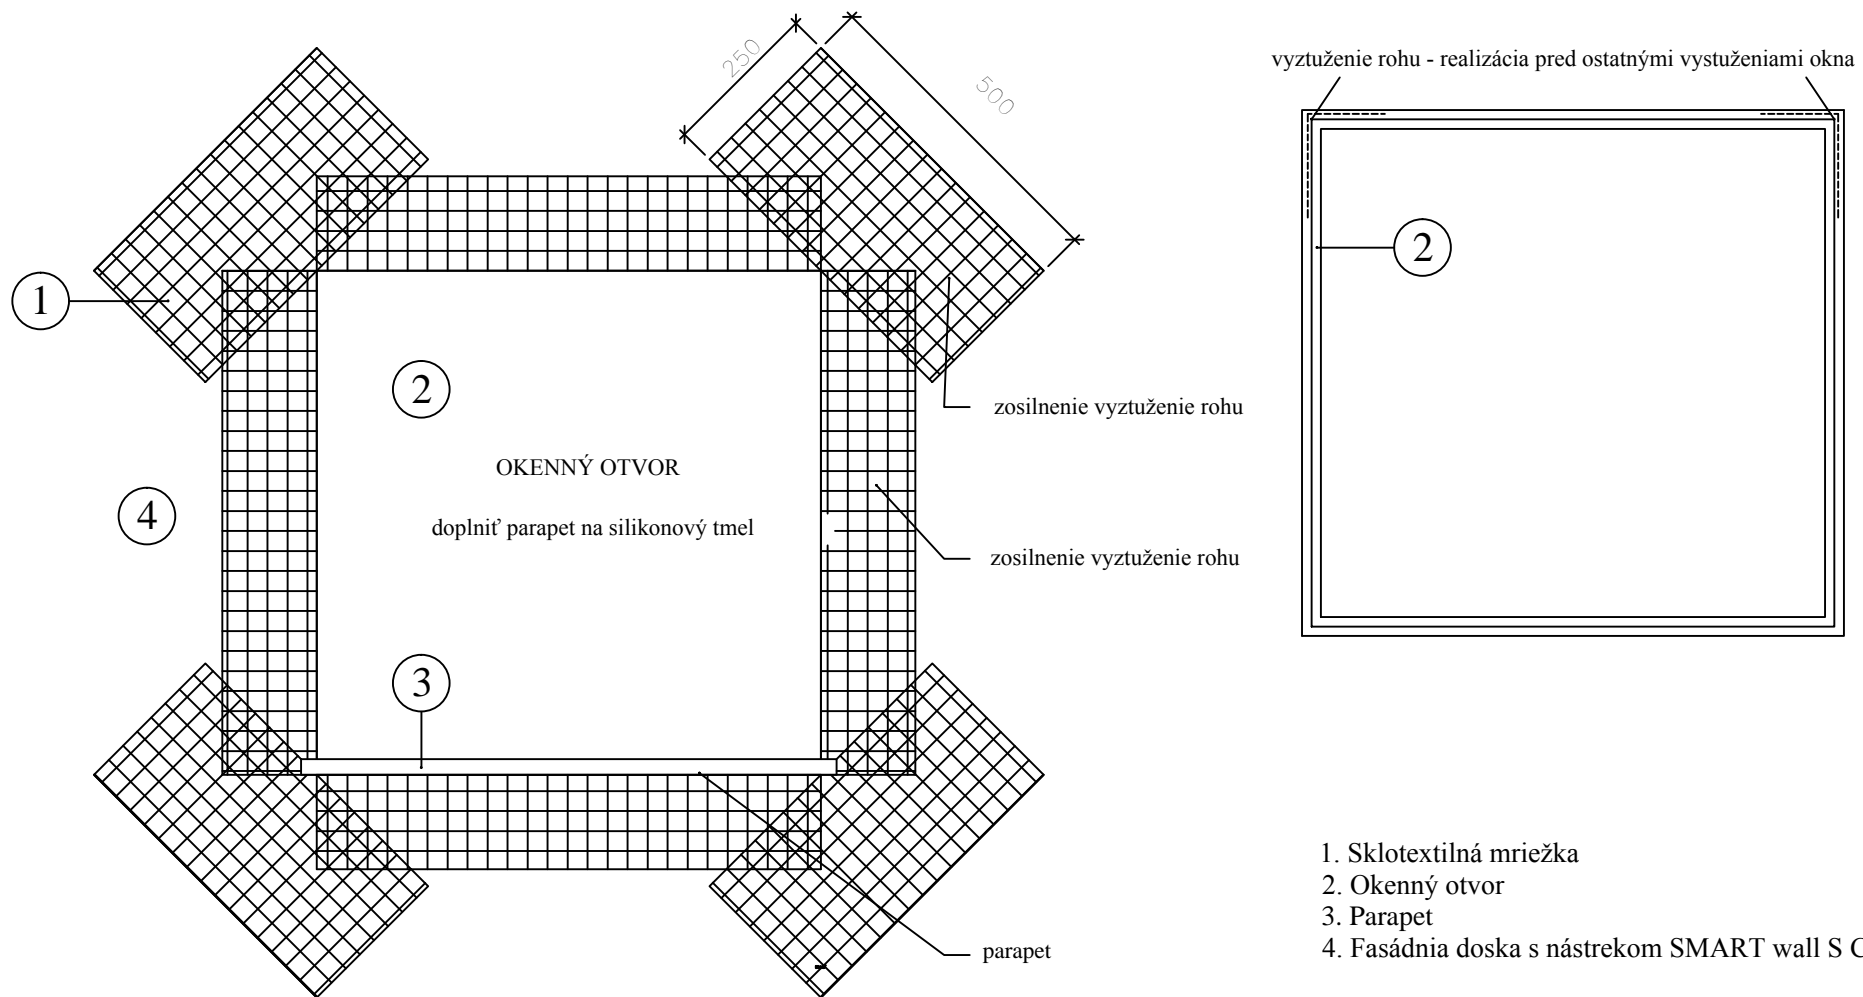 250
500
vyztuženie rohu - realizácia pred ostatnými vystuženiami okna
2
1
2
zosilnenie vyztuženie rohu
OKENNÝ OTVOR
4
doplniť parapet na silikonový tmel
zosilnenie vyztuženie rohu
3
1. Sklotextilná mriežka
2. Okenný otvor
3. Parapet
4. Fasádnia doska s nástrekom SMART wall S C
parapet